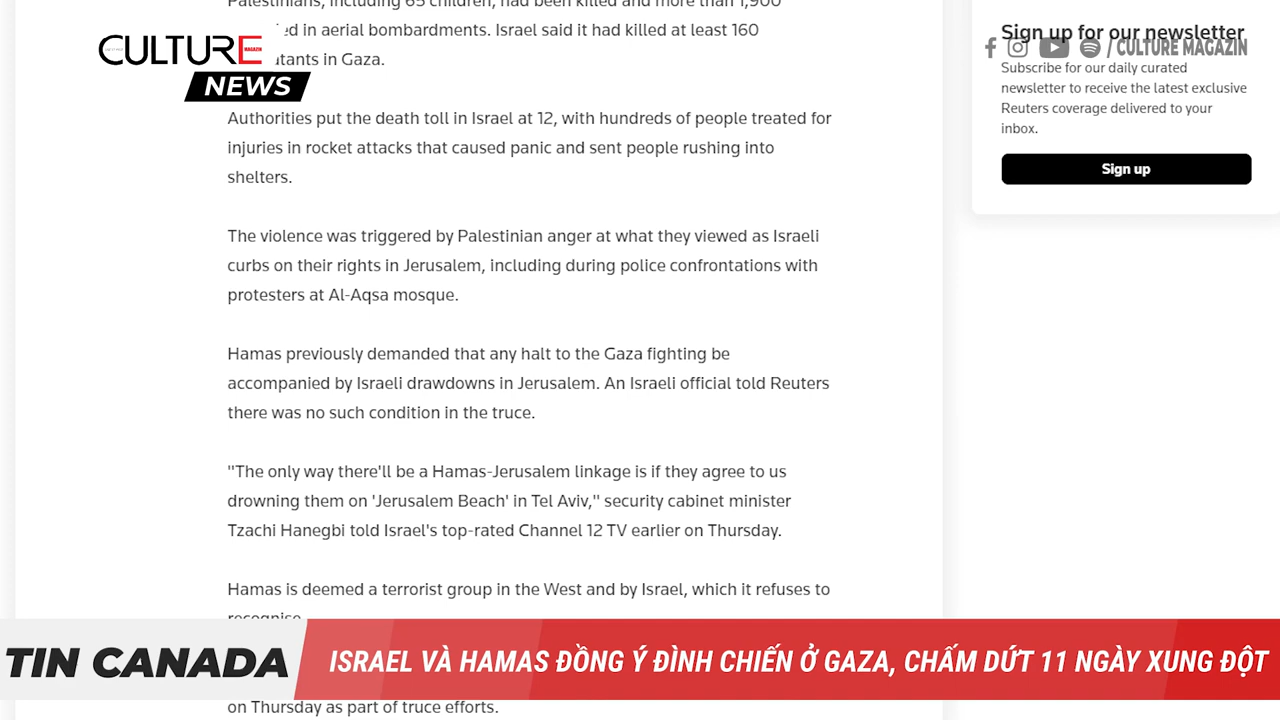 Palestinians, including 65 children, had been killed and more than 1,900
ed in aerial bombardments. Israel said it had killed at least 160
tants in Gaza.
CULTURE
MAGAZIN
NEWS
Authorities put the death toll in Israel at 12, with hundreds of people treated for
injuries in rocket attacks that caused panic and sent people rushing into
shelters.
The violence was triggered by Palestinian anger at what they viewed as Israeli
curbs on their rights in Jerusalem, including during police confrontations with
protesters at Al-Aqsa mosque.
Hamas previously demanded that any halt to the Gaza fighting be
accompanied by Israeli drawdowns in Jerusalem. An Israeli official told Reuters
there was no such condition in the truce.
"The only way there'll be a Hamas-Jerusalem linkage is if they agree to us
drowning them on 'Jerusalem Beach' in Tel Aviv," security cabinet minister
Tzachi Hanegbi told Israel's top-rated Channel 12 TV earlier on Thursday.
Hamas is deemed a terrorist group in the West and by Israel, which it refuses to
recognise.
on Thursday as part of truce efforts.
Sign up for our newsletter
/ CULTURE MAGAZIN
Subscribe for our daily curated
newsletter to receive the latest exclusive
Reuters coverage delivered to your
inbox.
Sign up
TIN CANADA
ISRAEL VÀ HAMAS ĐỒNG Ý ĐÌNH CHIẾN Ở GAZA, CHẤM DỨT 11 NGÀY XUNG ĐỘT